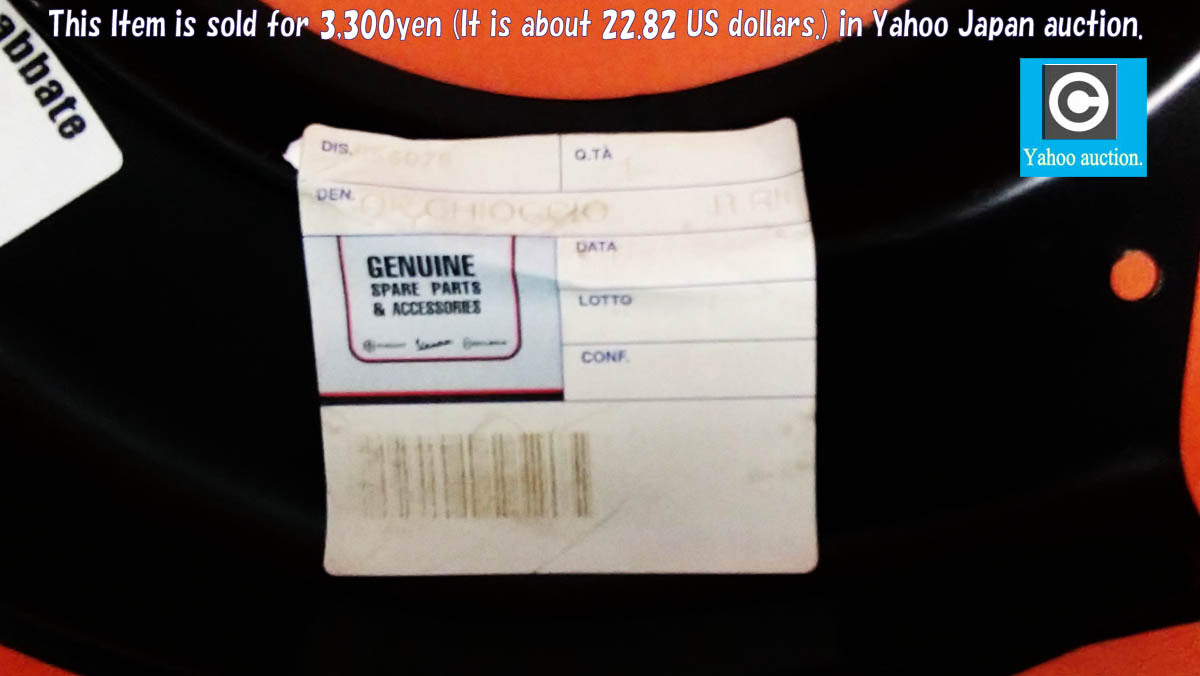 This Item is sold for 3,300yen (It is about 22.82 US dollars.) in Yahoo Japan auction.
abbate
C
Yahoo auction.
DIS.
Q.TÀ
DEN.
DATA
GENUINE
SPARE PARTS
& ACCESSORIES
LOTTO
CONF.